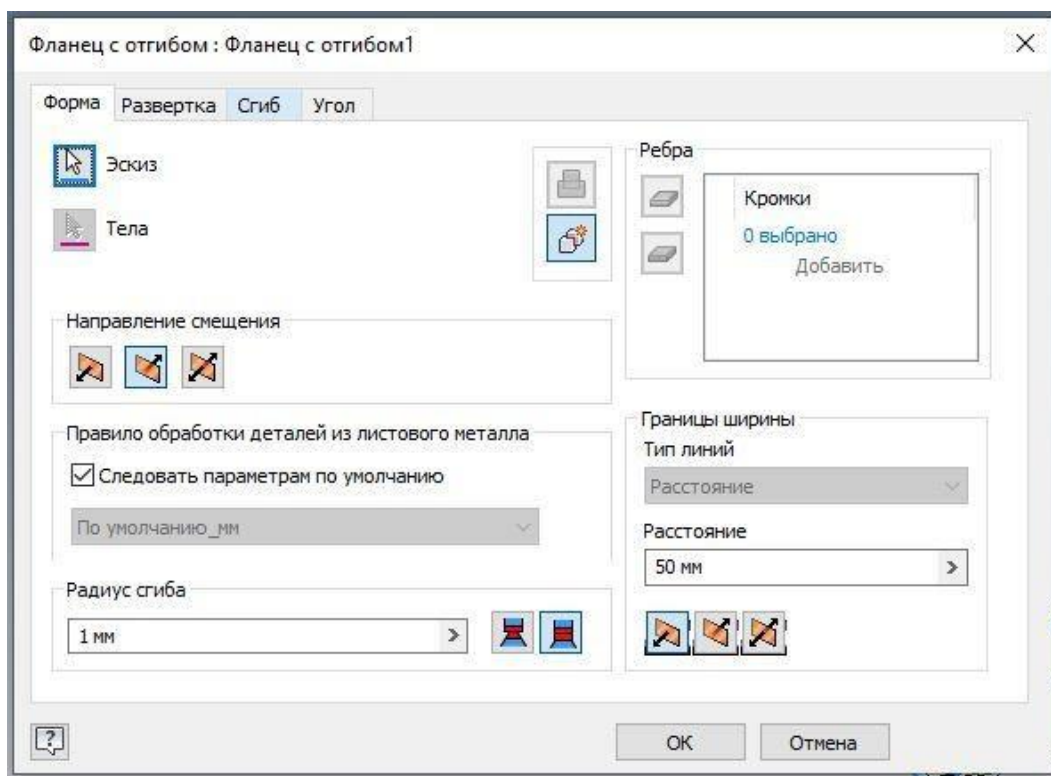 Фланец с отгибом : Фланец с отгибом1
Форма Развертка Сгиб Угол
Эскиз
Тела
Ребра
Кромки
0 выбрано
Добавить
Направление смещения
Правило обработки деталей из листового металла
Следовать параметрам по умолчанию
По умолчанию_мм
Радиус сгиба
1 мм
Границы ширины
Тип линий
Расстояние
Расстояние
50 мм
ОК Отмена